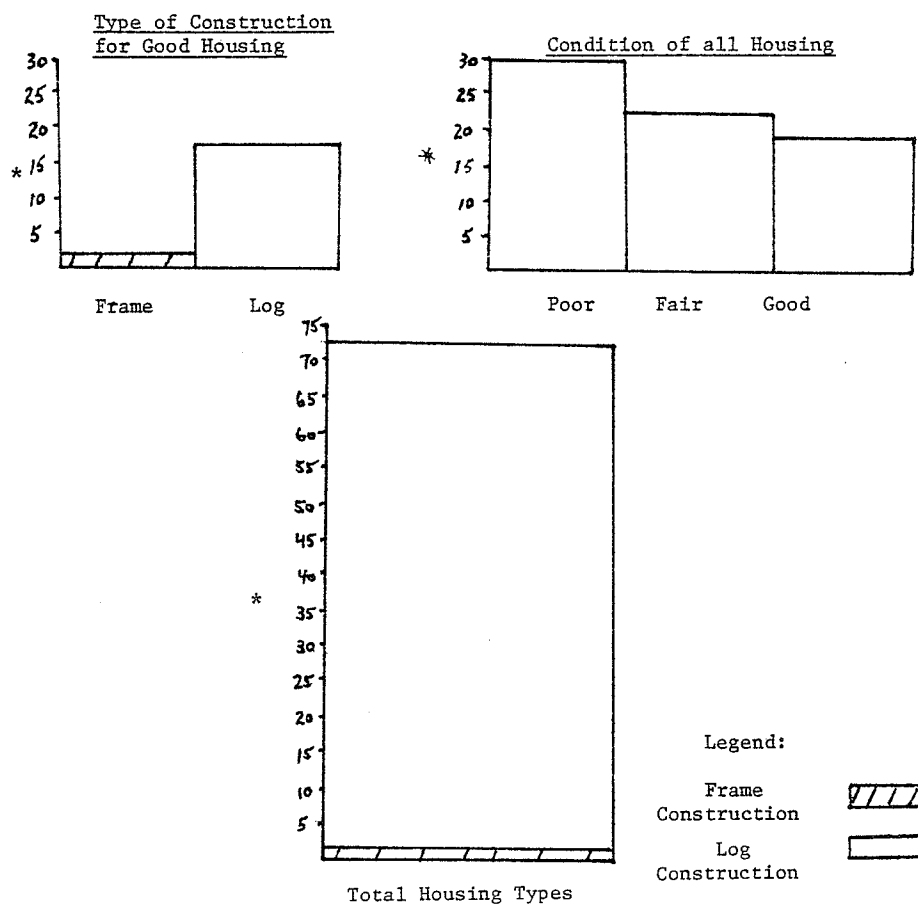 Type of Construction
for Good Housing
30
25
20
* 15
10
5
Frame Log
Condition of all Housing
30
25
20
* 15
10
5
Poor Fair Good
75
70
65
60
55
50
45
40
* 35
30
25
20
15
10
5
Total Housing Types
Legend:
Frame
Construction
Log
Construction